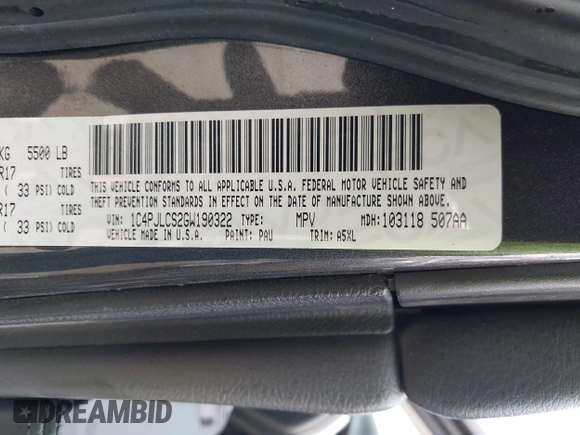 KG 5500 LB
R17 TIRES
( 33 PSI) COLD
R17 TIRES
( 33 PSI) COLD
THIS VEHICLE CONFORMS TO ALL APPLICABLE U.S.A. FEDERAL MOTOR VEHICLE SAFETY AND
THEFT PREVENTION STANDARDS IN EFFECT ON THE DATE OF MANUFACTURE SHOWN ABOVE.
VIN: 1C4PJLCS2GW190322 TYPE: MPV MDH: 103118 507AA
VEHICLE MADE IN U.S.A. PAINT: PAU TRIM: A5XL
DREAMBID